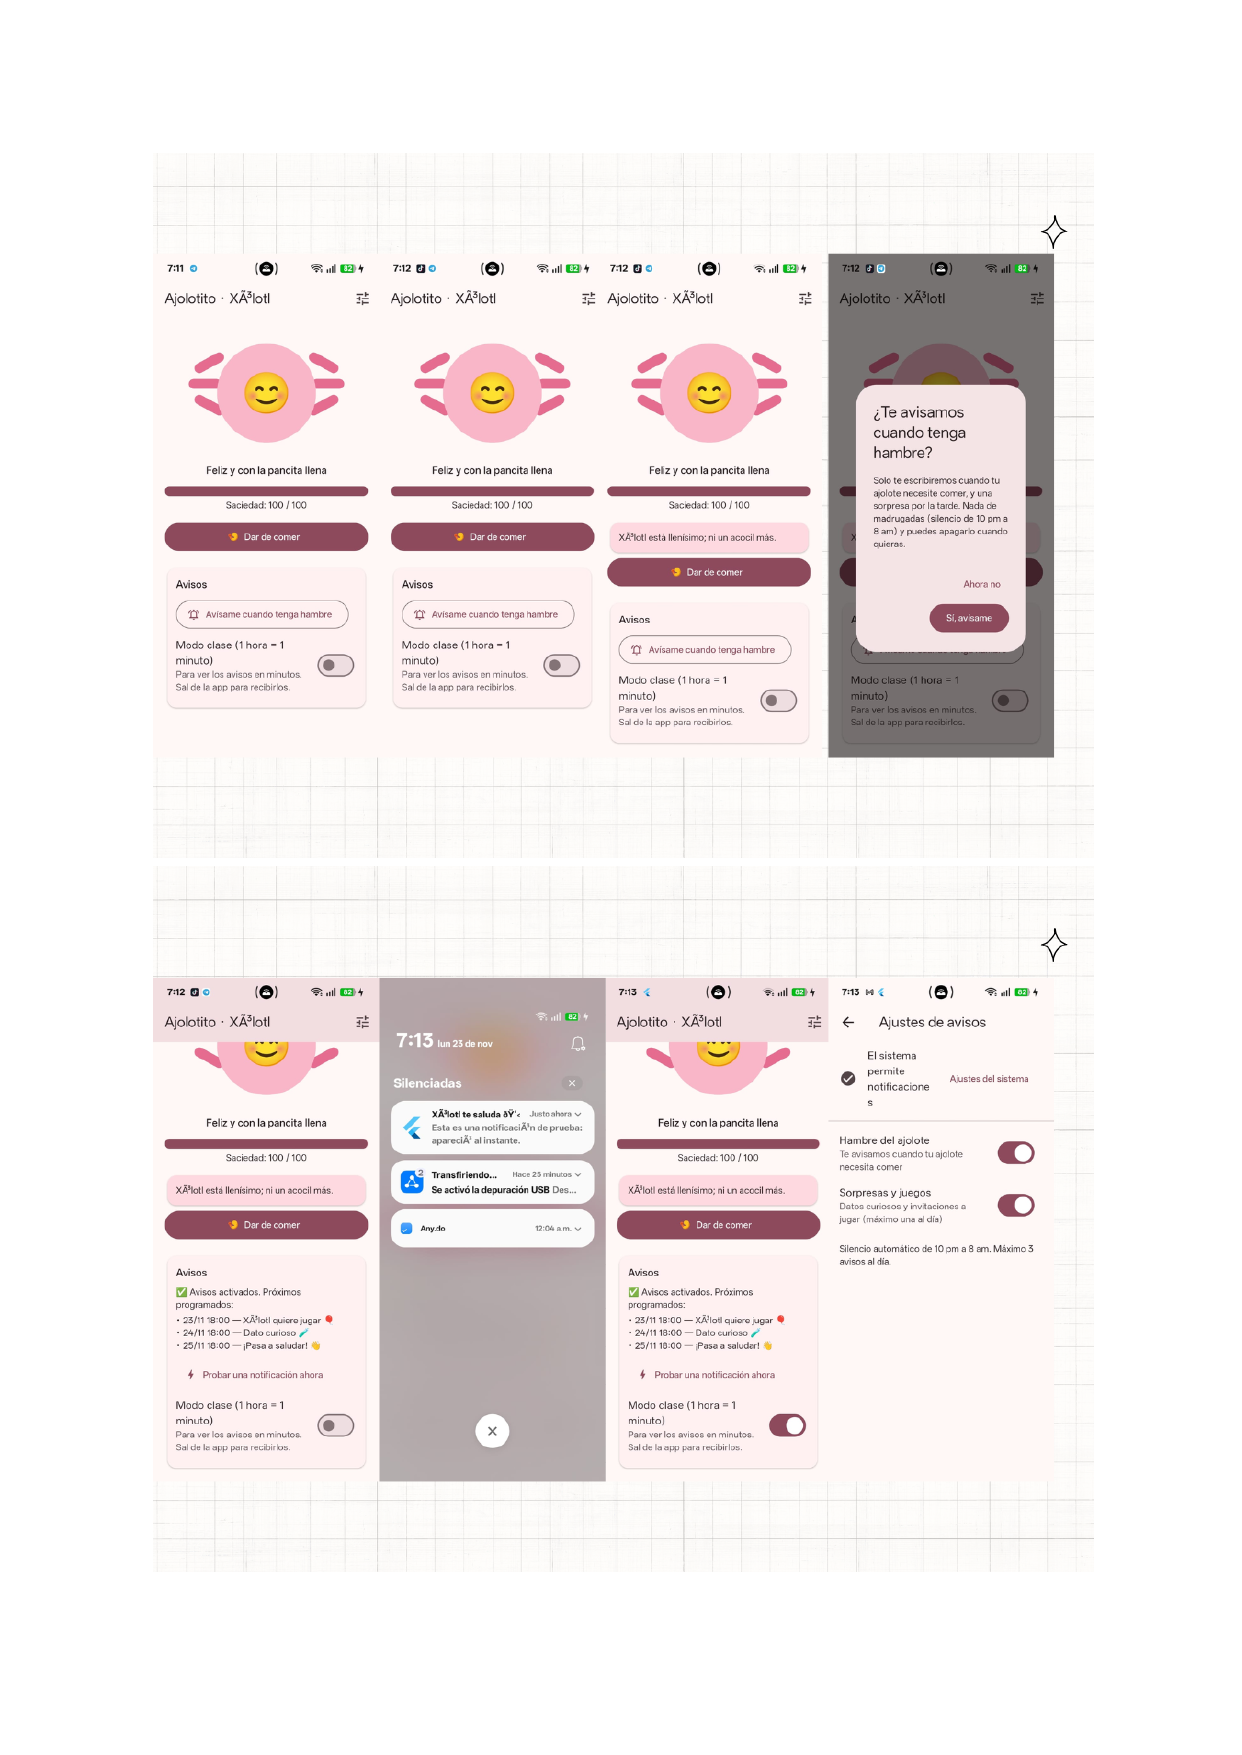 7:11
82
Ajolotito · XÃ³lotl
Feliz y con la pancita llena
Saciedad: 100 / 100
Dar de comer
Avisos
Avísame cuando tenga hambre
Modo clase (1 hora = 1
minuto)
Para ver los avisos en minutos.
Sal de la app para recibirlos.
7:12
82
Ajolotito · XÃ³lotl
Feliz y con la pancita llena
Saciedad: 100 / 100
Dar de comer
Avisos
Avísame cuando tenga hambre
Modo clase (1 hora = 1
minuto)
Para ver los avisos en minutos.
Sal de la app para recibirlos.
7:12
82
Ajolotito · XÃ³lotl
Feliz y con la pancita llena
Saciedad: 100 / 100
XÃ³lotl está llenísimo; ni un acocil más.
Dar de comer
Avisos
Avísame cuando tenga hambre
Modo clase (1 hora = 1
minuto)
Para ver los avisos en minutos.
Sal de la app para recibirlos.
7:12
82
Ajolotito · XÃ³lotl
¿Te avisamos
cuando tenga
hambre?
Solo te escribiremos cuando tu
ajolote necesite comer, y una
sorpresa por la tarde. Nada de
madrugadas (silencio de 10 pm a
8 am) y puedes apagarlo cuando
quieras.
Ahora no
Sí, avísame
Modo clase (1 hora = 1
minuto)
Para ver los avisos en minutos.
Sal de la app para recibirlos.
7:12
82
Ajolotito · XÃ³lotl
Feliz y con la pancita llena
Saciedad: 100 / 100
XÃ³lotl está llenísimo; ni un acocil más.
Dar de comer
Avisos
✅ Avisos activados. Próximos
programados:
• 23/11 18:00 — XÃ³lotl quiere jugar 🎈
• 24/11 18:00 — Dato curioso 🧪
• 25/11 18:00 — ¡Pasa a saludar! 👋
Probar una notificación ahora
Modo clase (1 hora = 1
minuto)
Para ver los avisos en minutos.
Sal de la app para recibirlos.
82
7:13 lun 23 de nov
Silenciadas
XÃ³lotl te saluda ðŸ'‹ Justo ahora
Esta es una notificaciÃ³n de prueba:
apareciÃ³ al instante.
2
Transfiriendo... Hace 25 minutos
Se activó la depuración USB Des...
Any.do 12:04 a.m.
7:13
82
Ajolotito · XÃ³lotl
Feliz y con la pancita llena
Saciedad: 100 / 100
XÃ³lotl está llenísimo; ni un acocil más.
Dar de comer
Avisos
✅ Avisos activados. Próximos
programados:
• 23/11 18:00 — XÃ³lotl quiere jugar 🎈
• 24/11 18:00 — Dato curioso 🧪
• 25/11 18:00 — ¡Pasa a saludar! 👋
Probar una notificación ahora
Modo clase (1 hora = 1
minuto)
Para ver los avisos en minutos.
Sal de la app para recibirlos.
7:13
82
Ajustes de avisos
El sistema
permite
notificacione
s
Ajustes del sistema
Hambre del ajolote
Te avisamos cuando tu ajolote
necesita comer
Sorpresas y juegos
Datos curiosos y invitaciones a
jugar (máximo una al día)
Silencio automático de 10 pm a 8 am. Máximo 3
avisos al día.